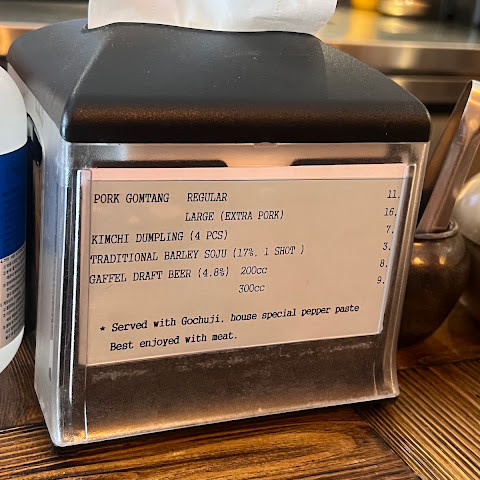 PORK GOMTANG REGULAR 11.
LARGE (EXTRA PORK) 16.
KIMCHI DUMPLING (4 PCS) 7.
TRADITIONAL BARLEY SOJU (17%, 1 SHOT ) 3.
GAFFEL DRAFT BEER (4.8%) 200cc 8.
300cc 9.
* Served with Gochuji, house special pepper paste
Best enjoyed with meat.